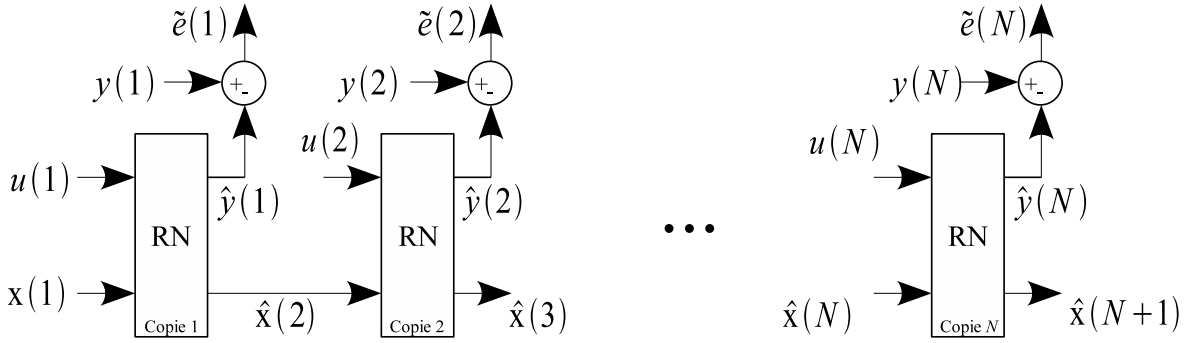 ẽ(1) ẽ(2) ẽ(N)
y(1) + - y(2) + - y(N) + -
u(1) u(2) u(N)
ŷ(1) ŷ(2) ŷ(N)
RN RN ... RN
x(1) x̂(2) x̂(3) x̂(N) x̂(N+1)
Copie 1 Copie 2 Copie N